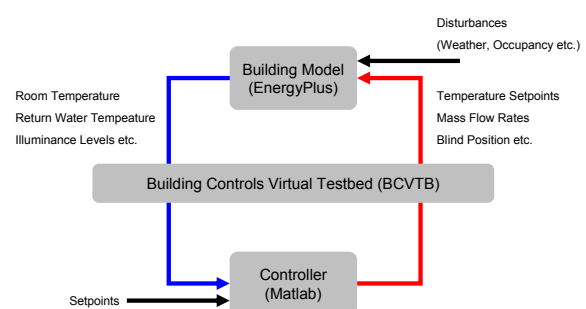 Disturbances
(Weather, Occupancy etc.)
Building Model
(EnergyPlus)
Room Temperature
Return Water Tempeature
Illuminance Levels etc.
Temperature Setpoints
Mass Flow Rates
Blind Position etc.
Building Controls Virtual Testbed (BCVTB)
Controller
(Matlab)
Setpoints